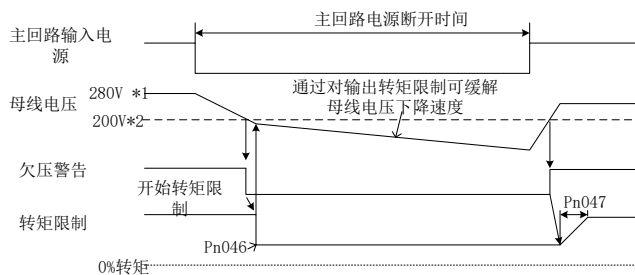 主回路电源断开时间
主回路输入电
源
280V *1
母线电压
通过对输出转矩限制可缓解
母线电压下降速度
200V*2
欠压警告
开始转矩限
制
Pn047
转矩限制
Pn046
0%转矩